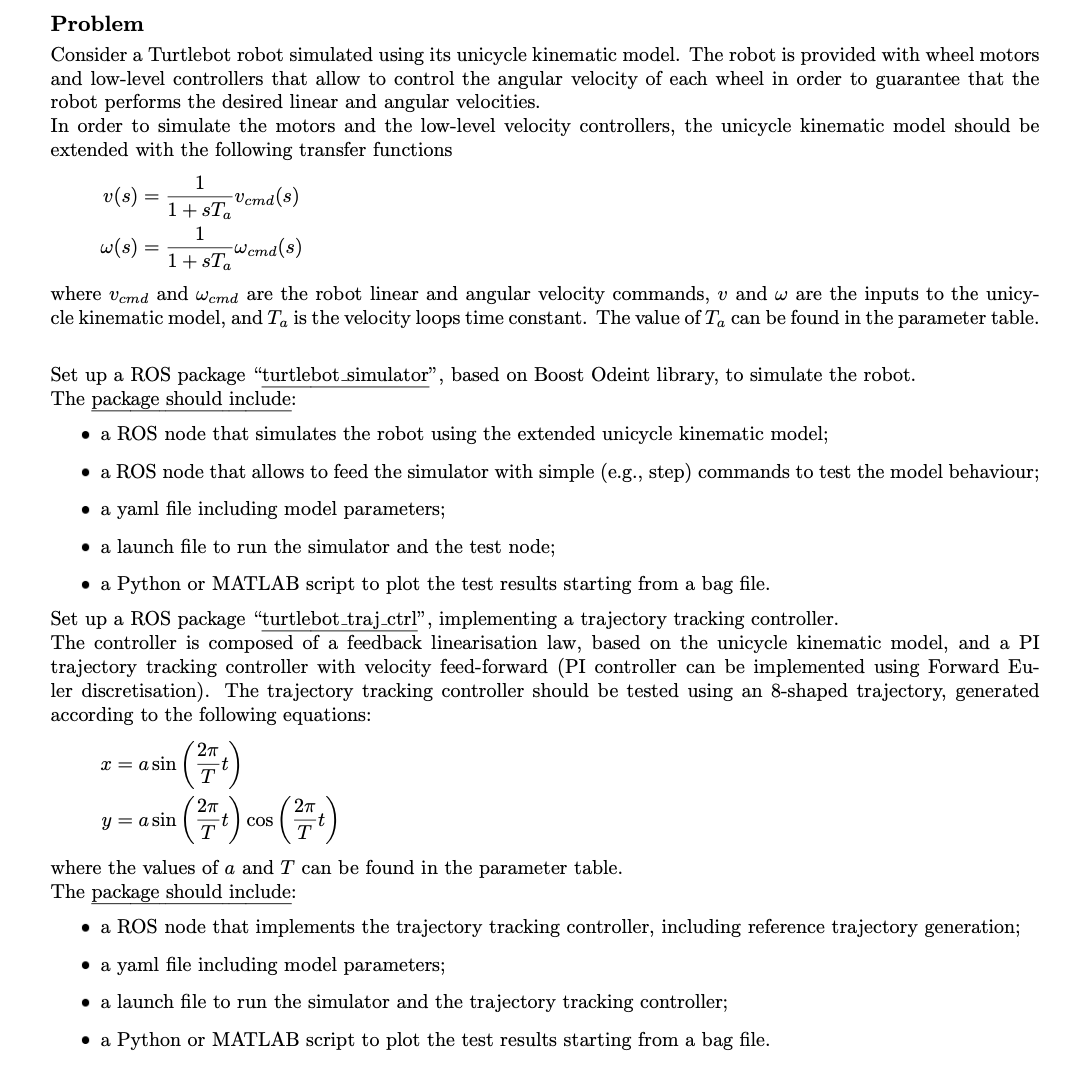 Problem
Consider a Turtlebot robot simulated using its unicycle kinematic model. The robot is provided with wheel motors
and low-level controllers that allow to control the angular velocity of each wheel in order to guarantee that the
robot performs the desired linear and angular velocities.
In order to simulate the motors and the low-level velocity controllers, the unicycle kinematic model should be
extended with the following transfer functions
v(s) = \frac{1}{1 + sT_a} v_{cmd}(s)
ω(s) = \frac{1}{1 + sT_a} ω_{cmd}(s)
where v_{cmd} and ω_{cmd} are the robot linear and angular velocity commands, v and ω are the inputs to the unicy-
cle kinematic model, and T_a is the velocity loops time constant. The value of T_a can be found in the parameter table.
Set up a ROS package “turtlebot_simulator”, based on Boost Odeint library, to simulate the robot.
The package should include:
• a ROS node that simulates the robot using the extended unicycle kinematic model;
• a ROS node that allows to feed the simulator with simple (e.g., step) commands to test the model behaviour;
• a yaml file including model parameters;
• a launch file to run the simulator and the test node;
• a Python or MATLAB script to plot the test results starting from a bag file.
Set up a ROS package “turtlebot_traj_ctrl”, implementing a trajectory tracking controller.
The controller is composed of a feedback linearisation law, based on the unicycle kinematic model, and a PI
trajectory tracking controller with velocity feed-forward (PI controller can be implemented using Forward Eu-
ler discretisation). The trajectory tracking controller should be tested using an 8-shaped trajectory, generated
according to the following equations:
x = a sin \left( \frac{2π}{T} t \right)
y = a sin \left( \frac{2π}{T} t \right) cos \left( \frac{2π}{T} t \right)
where the values of a and T can be found in the parameter table.
The package should include:
• a ROS node that implements the trajectory tracking controller, including reference trajectory generation;
• a yaml file including model parameters;
• a launch file to run the simulator and the trajectory tracking controller;
• a Python or MATLAB script to plot the test results starting from a bag file.